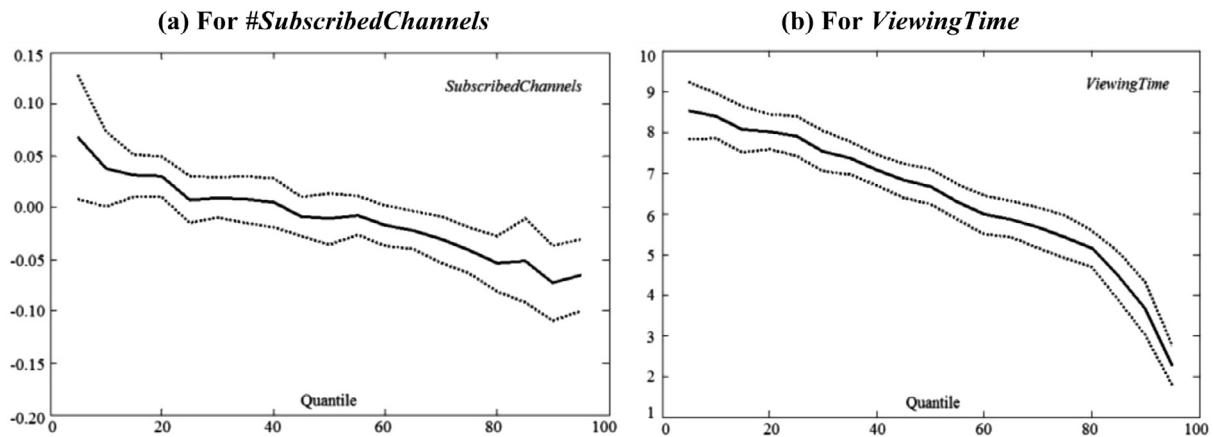 (a) For #SubscribedChannels
0.15
SubscribedChannels
0.10
0.05
0.00
-0.05
-0.10
-0.15
Quantile
-0.20
0 20 40 60 80 100
(b) For ViewingTime
10
ViewingTime
9
8
7
6
5
4
3
2
Quantile
1
0 20 40 60 80 100